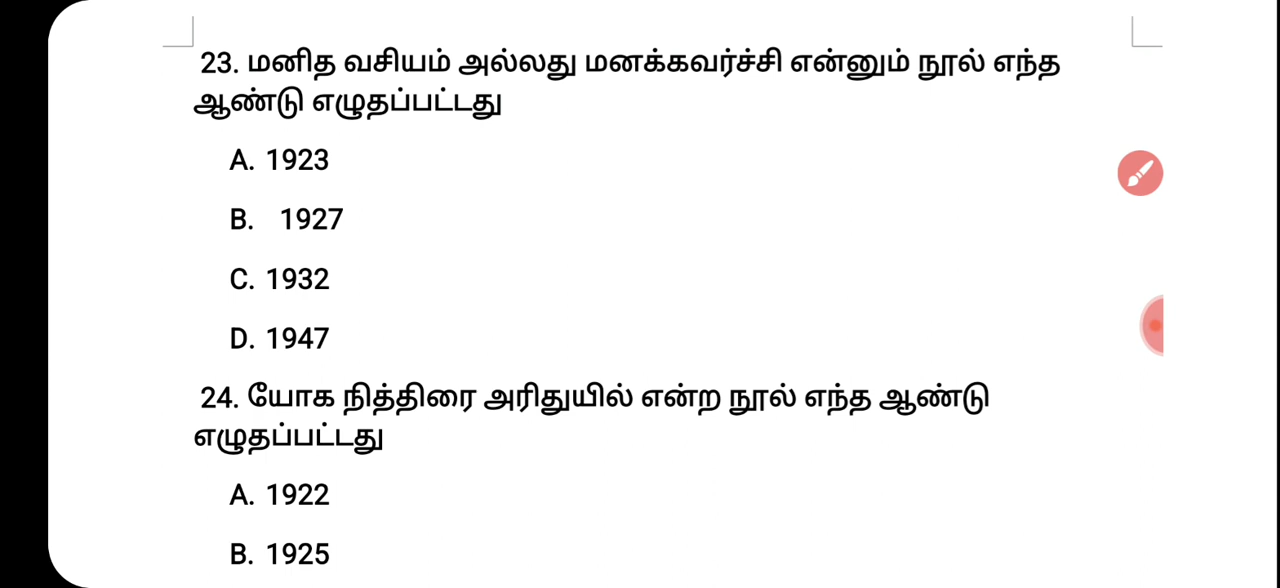 23. மனித வசியம் அல்லது மனக்கவர்ச்சி என்னும் நூல் எந்த
ஆண்டு எழுதப்பட்டது
A. 1923
B. 1927
C. 1932
D. 1947
24. யோக நித்திரை அரிதுயில் என்ற நூல் எந்த ஆண்டு
எழுதப்பட்டது
A. 1922
B. 1925